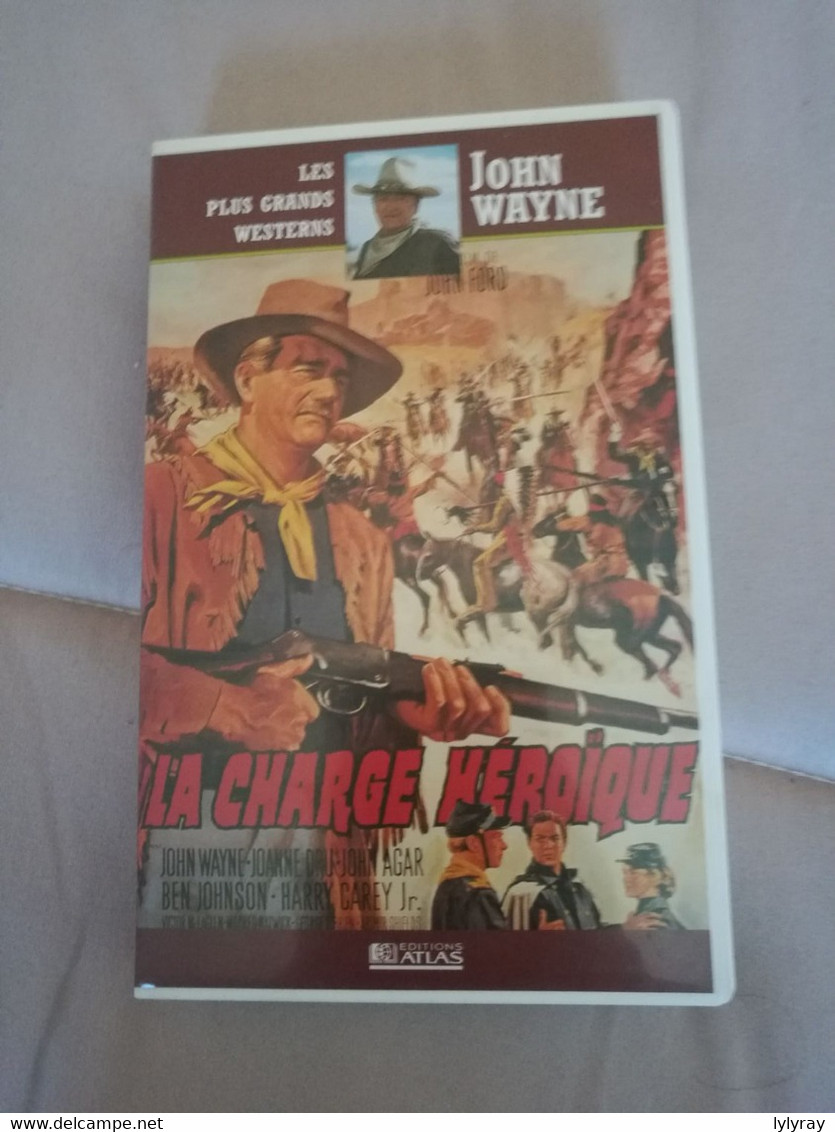 LES
PLUS GRANDS
WESTERNS
JOHN
WAYNE
JOHN FORD
LA CHARGE HÉROÏQUE
JOHN WAYNE - JOANNE DRU - JOHN AGAR
BEN JOHNSON - HARRY CAREY Jr.
EDITIONS
ATLAS
delcampe.net
lylyray